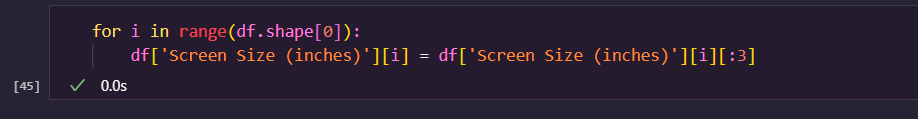 for i in range(df.shape[0]):
    df['Screen Size (inches)'][i] = df['Screen Size (inches)'][i][:3]
[45] ✓ 0.0s